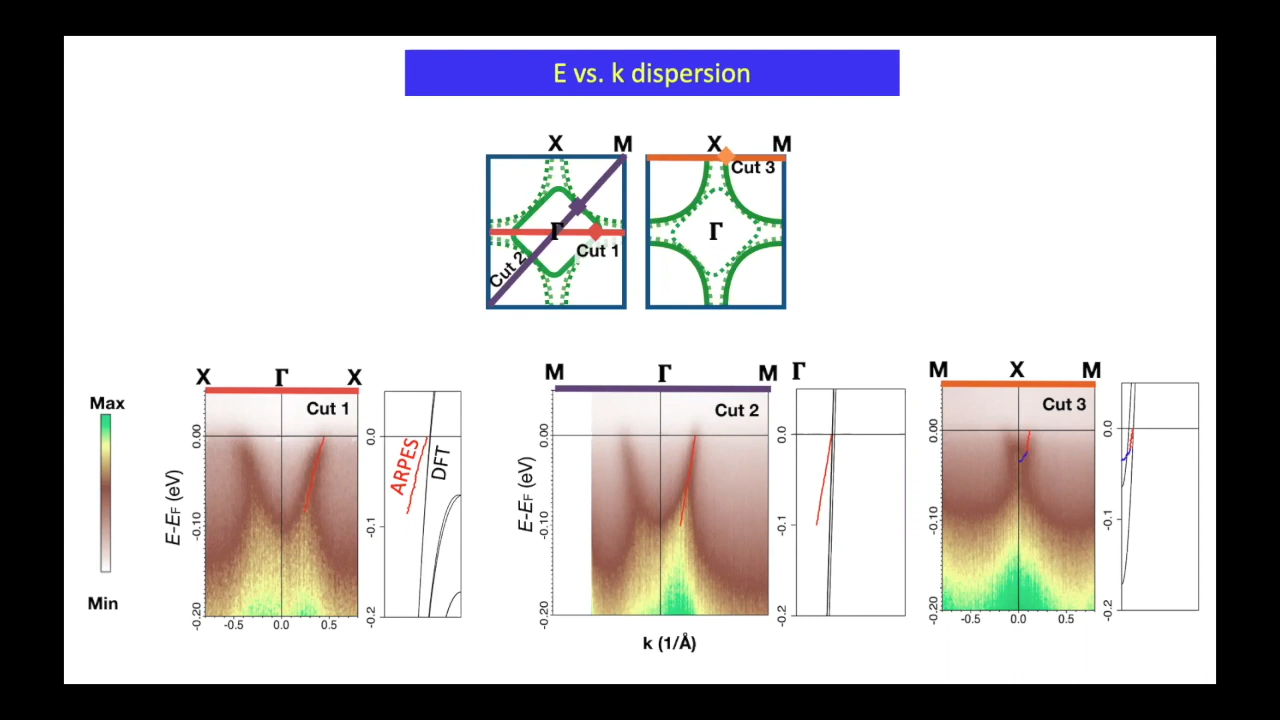 E vs. k dispersion
X M X M
Cut 3
Γ Γ
Cut 1
Cut 2
X Γ X
M Γ M Γ
M X M
Max
Min
Cut 1
Cut 2
Cut 3
E-EF (eV)
0.00
-0.10
-0.20
-0.5 0.0 0.5
0.0
-0.1
-0.2
ARPES
DFT
E-EF (eV)
0.00
-0.10
-0.20
k (1/Å)
0.0
-0.1
-0.2
0.00
-0.10
-0.20
-0.5 0.0 0.5
0.0
-0.1
-0.2